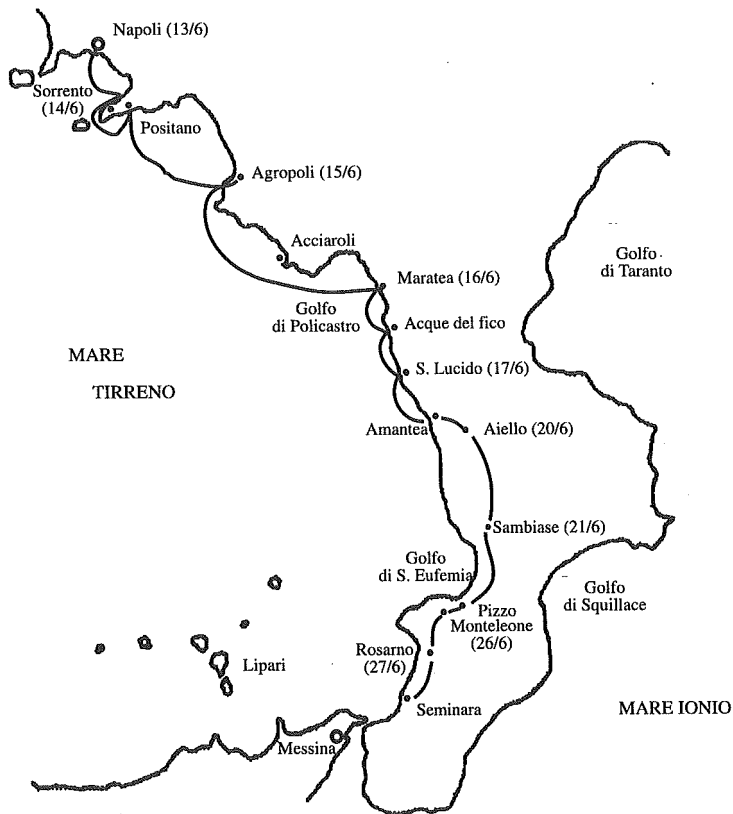 Napoli (13/6)
Sorrento
(14/6)
Positano
Agropoli (15/6)
Acciaroli
Golfo
di Taranto
Maratea (16/6)
Golfo
di Policastro
Acque del fico
MARE
TIRRENO
S. Lucido (17/6)
Amantea
Aiello (20/6)
Sambiase (21/6)
Golfo
di S. Eufemia
Golfo
di Squillace
Pizzo
Monteleone
(26/6)
Rosarno
(27/6)
Lipari
Seminara
MARE IONIO
Messina